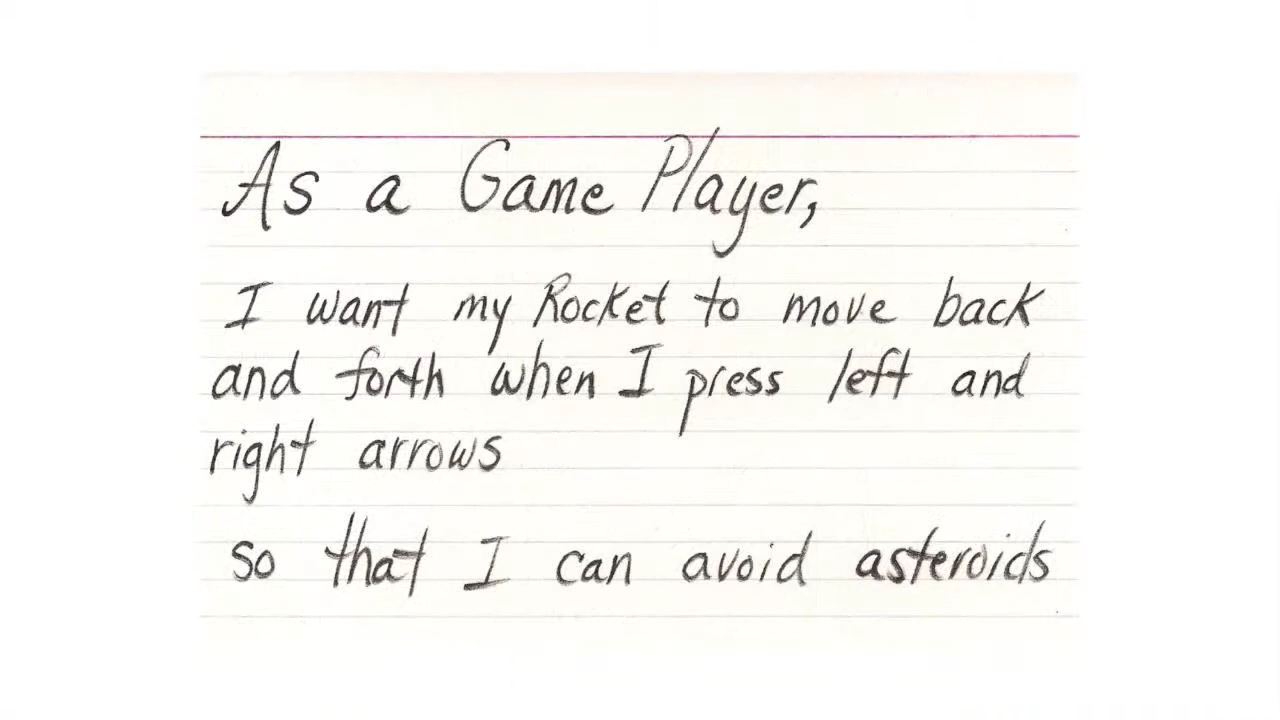 As a Game Player,
I want my Rocket to move back
and forth when I press left and
right arrows
so that I can avoid asteroids